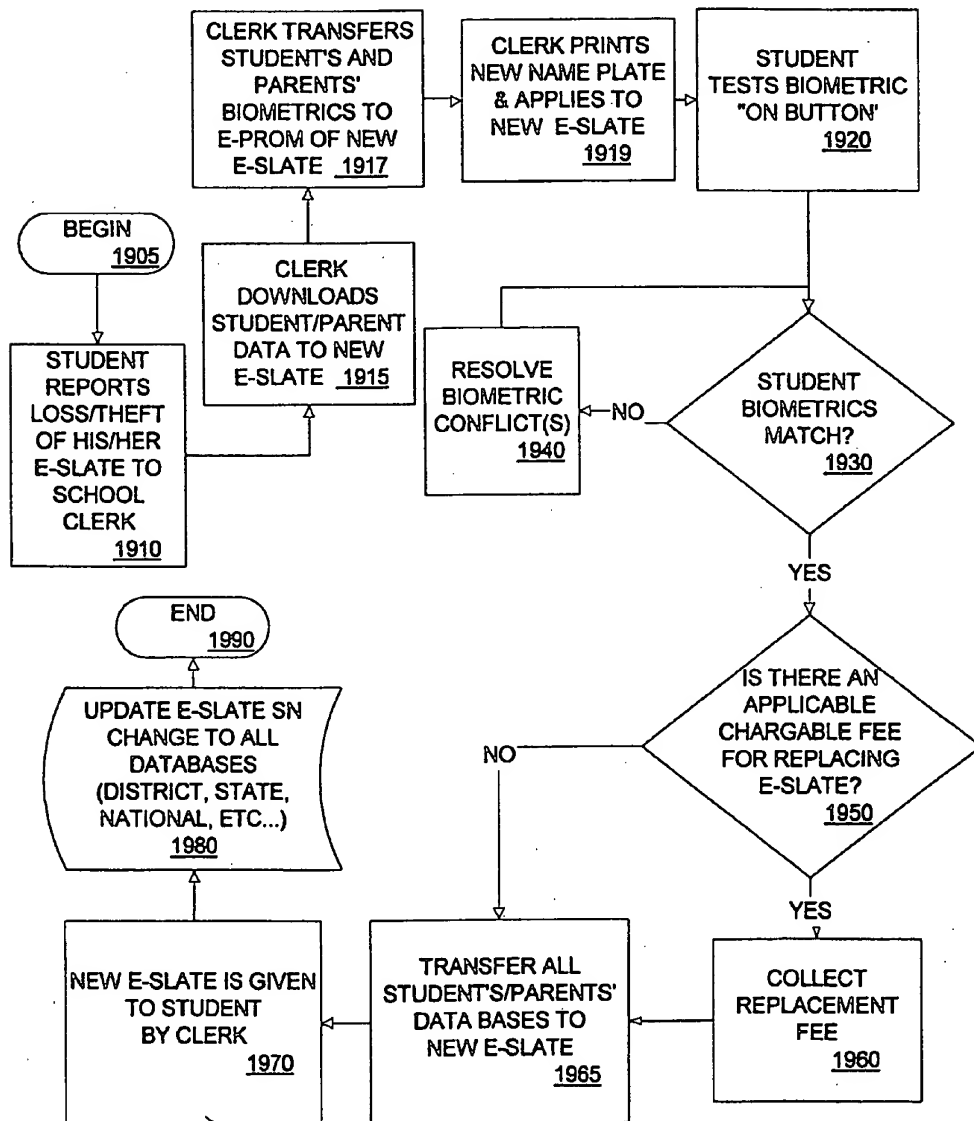 BEGIN
1905
STUDENT
REPORTS
LOSS/THEFT
OF HIS/HER
E-SLATE TO
SCHOOL
CLERK
1910
CLERK
DOWNLOADS
STUDENT/PARENT
DATA TO NEW
E-SLATE 1915
CLERK TRANSFERS
STUDENT'S AND
PARENTS'
BIOMETRICS TO
E-PROM OF NEW
E-SLATE 1917
CLERK PRINTS
NEW NAME PLATE
& APPLIES TO
NEW E-SLATE
1919
STUDENT
TESTS BIOMETRIC
"ON BUTTON'
1920
STUDENT
BIOMETRICS
MATCH?
1930
NO
RESOLVE
BIOMETRIC
CONFLICT(S)
1940
YES
IS THERE AN
APPLICABLE
CHARGABLE FEE
FOR REPLACING
E-SLATE?
1950
NO
YES
COLLECT
REPLACEMENT
FEE
1960
TRANSFER ALL
STUDENT'S/PARENTS'
DATA BASES TO
NEW E-SLATE
1965
NEW E-SLATE IS GIVEN
TO STUDENT
BY CLERK
1970
UPDATE E-SLATE SN
CHANGE TO ALL
DATABASES
(DISTRICT, STATE,
NATIONAL, ETC...)
1980
END
1990